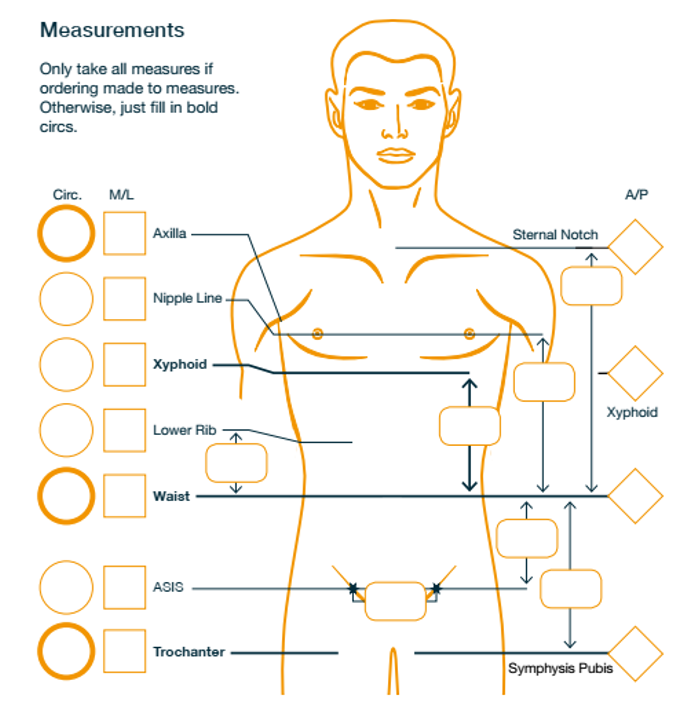 Measurements
Only take all measures if
ordering made to measures.
Otherwise, just fill in bold
circs.
Circ. M/L A/P
Axilla
Sternal Notch
Nipple Line
Xyphoid
Xyphoid
Lower Rib
Waist
ASIS
Trochanter
Symphysis Pubis